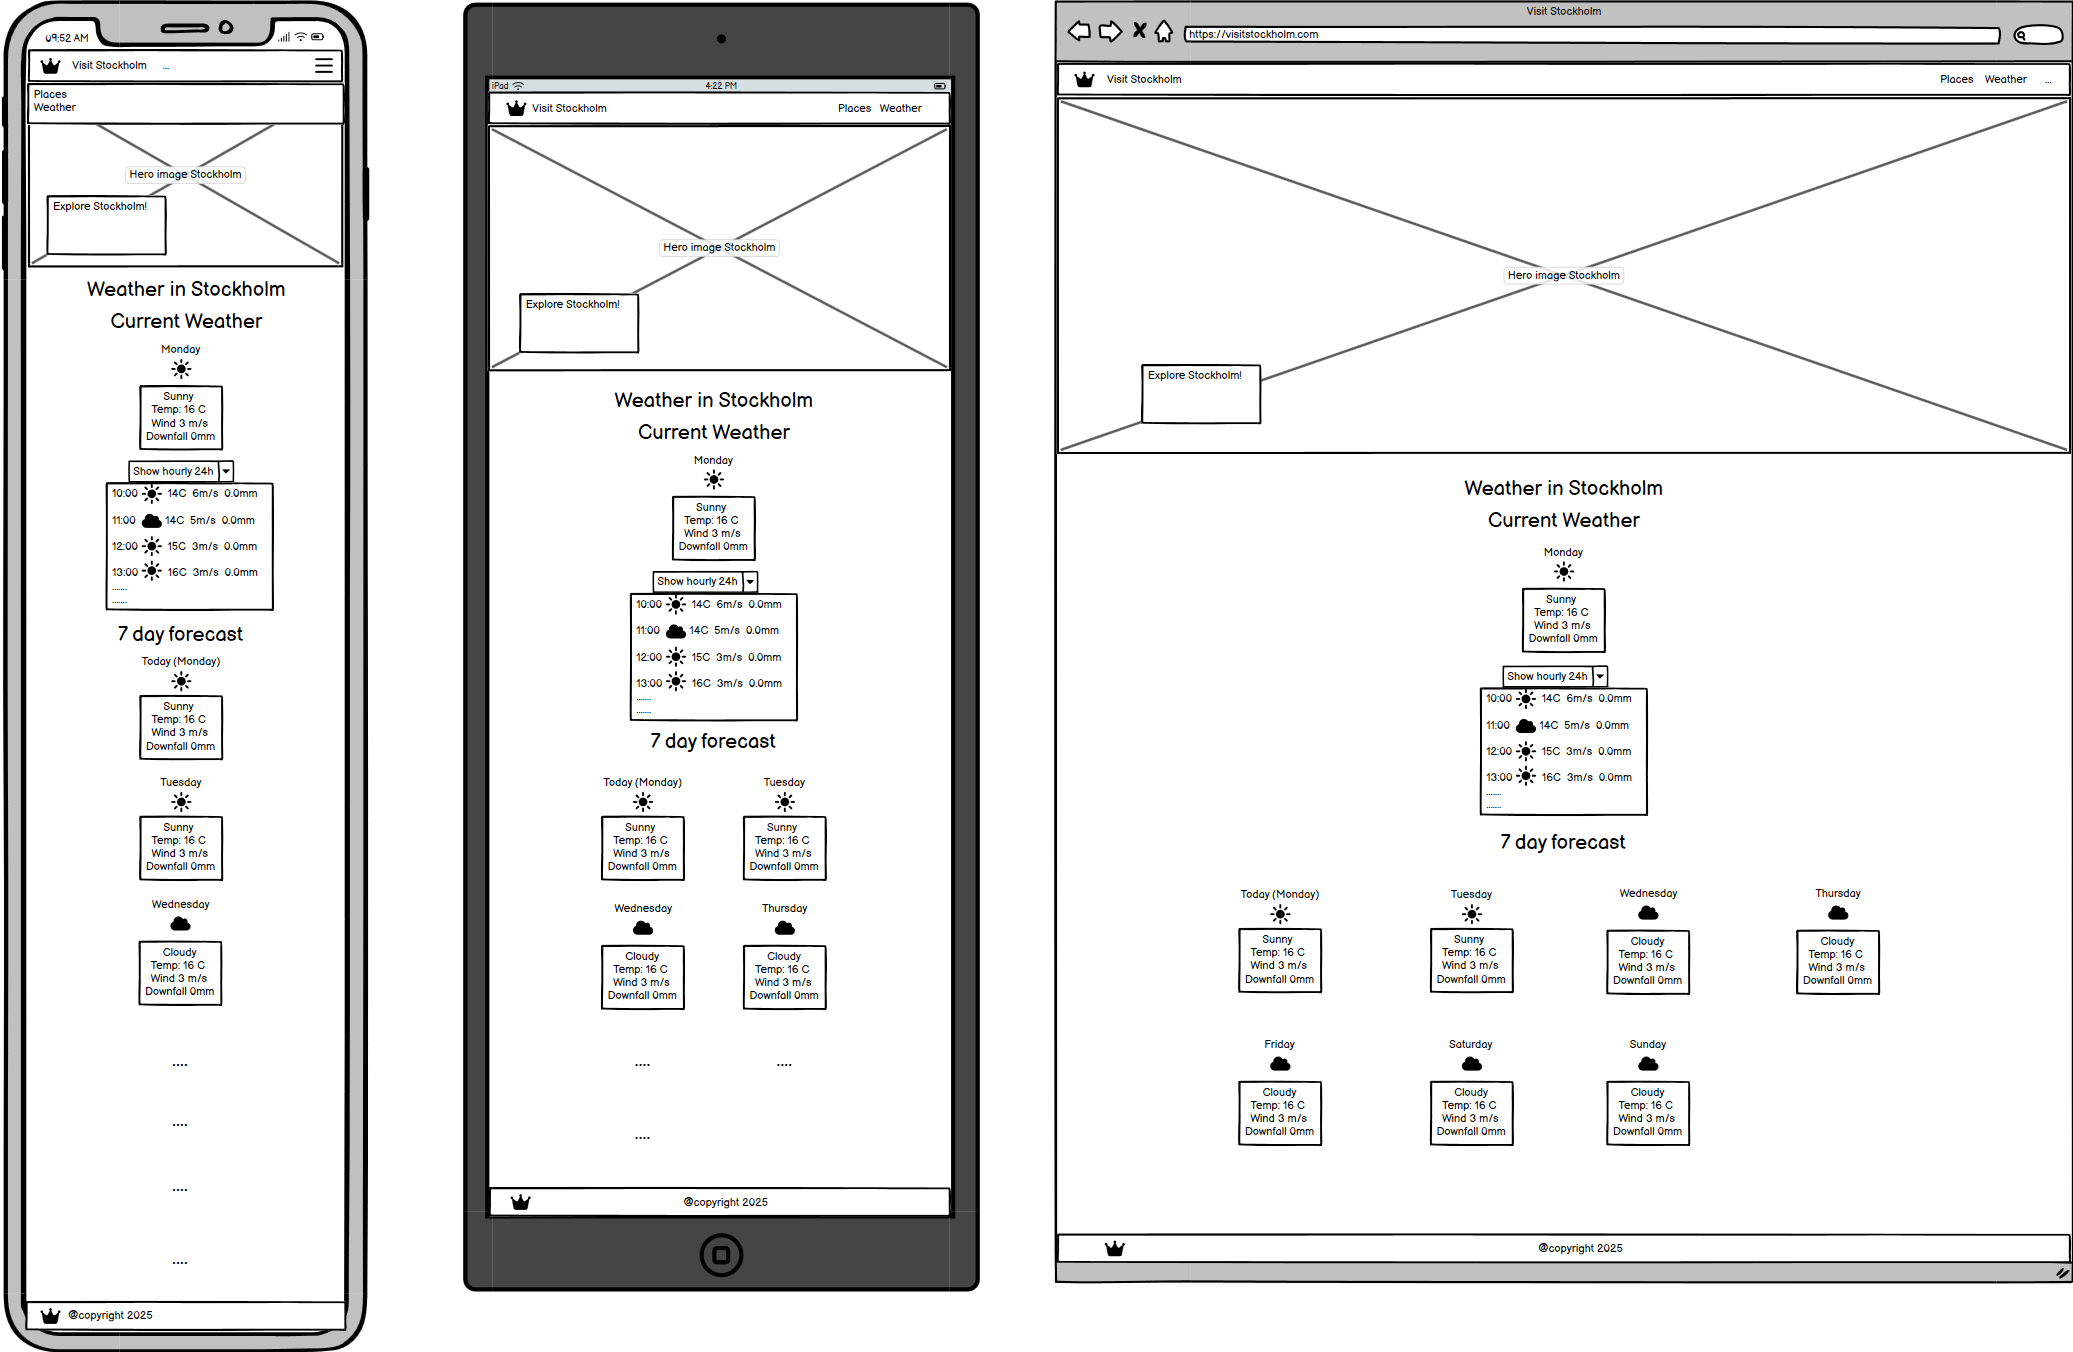 09:52 AM
Visit Stockholm ...
Places
Weather
Hero image Stockholm
Explore Stockholm!
Weather in Stockholm
Current Weather
Monday
Sunny
Temp: 16 C
Wind 3 m/s
Downfall 0mm
Show hourly 24h
10:00 14C 6m/s 0.0mm
11:00 14C 5m/s 0.0mm
12:00 15C 3m/s 0.0mm
13:00 16C 3m/s 0.0mm
.......
.......
7 day forecast
Today (Monday)
Sunny
Temp: 16 C
Wind 3 m/s
Downfall 0mm
Tuesday
Sunny
Temp: 16 C
Wind 3 m/s
Downfall 0mm
Wednesday
Cloudy
Temp: 16 C
Wind 3 m/s
Downfall 0mm
....
....
....
....
@copyright 2025
iPad 4:22 PM
Visit Stockholm Places Weather
Hero image Stockholm
Explore Stockholm!
Weather in Stockholm
Current Weather
Monday
Sunny
Temp: 16 C
Wind 3 m/s
Downfall 0mm
Show hourly 24h
10:00 14C 6m/s 0.0mm
11:00 14C 5m/s 0.0mm
12:00 15C 3m/s 0.0mm
13:00 16C 3m/s 0.0mm
.......
.......
7 day forecast
Today (Monday) Tuesday
Sunny Sunny
Temp: 16 C Temp: 16 C
Wind 3 m/s Wind 3 m/s
Downfall 0mm Downfall 0mm
Wednesday Thursday
Cloudy Cloudy
Temp: 16 C Temp: 16 C
Wind 3 m/s Wind 3 m/s
Downfall 0mm Downfall 0mm
.... ....
....
@copyright 2025
Visit Stockholm
https://visitstockholm.com
Visit Stockholm Places Weather ...
Hero image Stockholm
Explore Stockholm!
Weather in Stockholm
Current Weather
Monday
Sunny
Temp: 16 C
Wind 3 m/s
Downfall 0mm
Show hourly 24h
10:00 14C 6m/s 0.0mm
11:00 14C 5m/s 0.0mm
12:00 15C 3m/s 0.0mm
13:00 16C 3m/s 0.0mm
.......
.......
7 day forecast
Today (Monday) Tuesday Wednesday Thursday
Sunny Sunny Cloudy Cloudy
Temp: 16 C Temp: 16 C Temp: 16 C Temp: 16 C
Wind 3 m/s Wind 3 m/s Wind 3 m/s Wind 3 m/s
Downfall 0mm Downfall 0mm Downfall 0mm Downfall 0mm
Friday Saturday Sunday
Cloudy Cloudy Cloudy
Temp: 16 C Temp: 16 C Temp: 16 C
Wind 3 m/s Wind 3 m/s Wind 3 m/s
Downfall 0mm Downfall 0mm Downfall 0mm
@copyright 2025